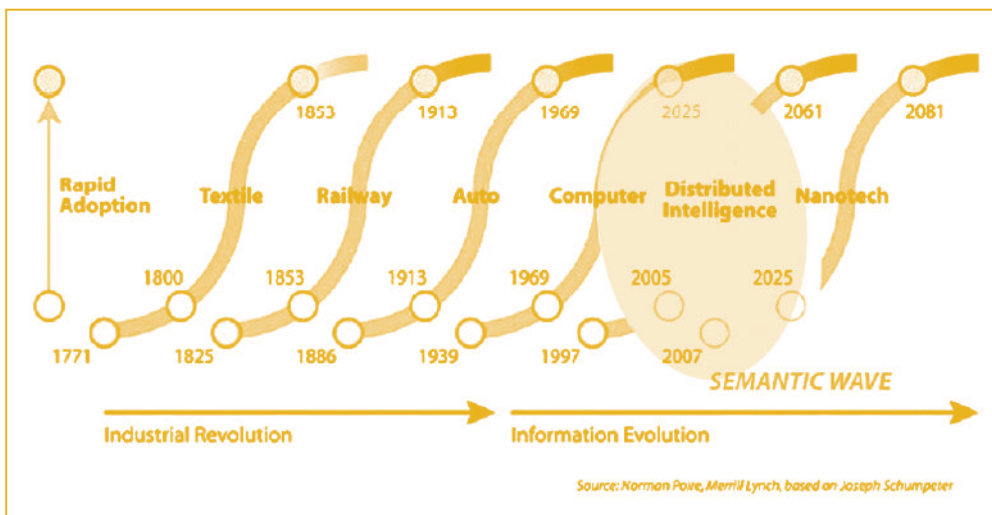 1853 1913 1969 2025 2061 2081
Rapid
Adoption
Textile Railway Auto Computer Distributed
Intelligence Nanotech
1800 1853 1913 1969 2005 2025
1771 1825 1886 1939 1997 2007
SEMANTIC WAVE
Industrial Revolution Information Evolution
Source: Norman Poire, Merrill Lynch, based on Joseph Schumpeter